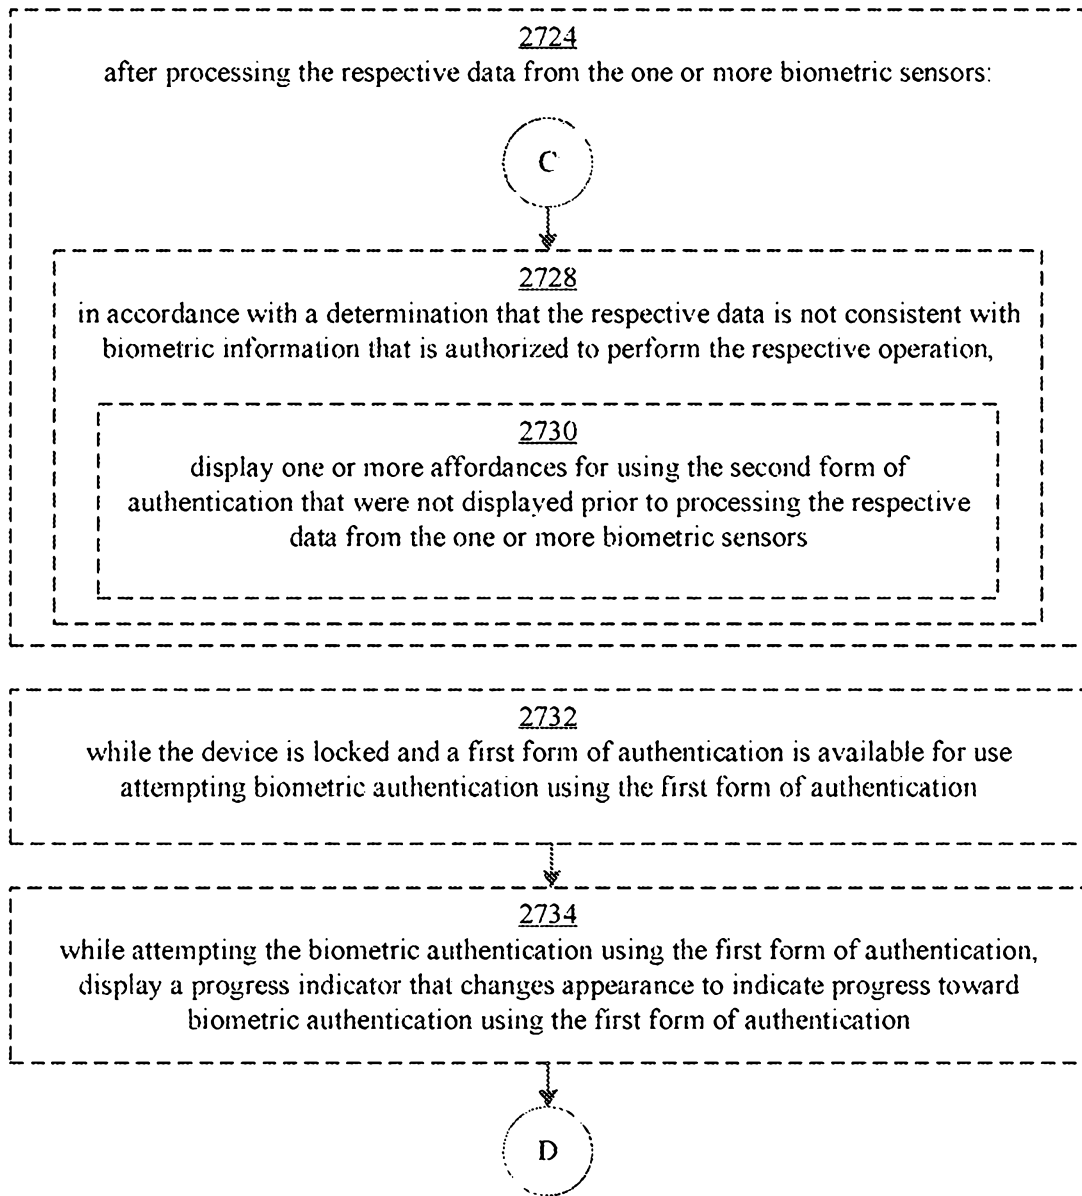 2724
after processing the respective data from the one or more biometric sensors:
C
2728
in accordance with a determination that the respective data is not consistent with
biometric information that is authorized to perform the respective operation,
2730
display one or more affordances for using the second form of
authentication that were not displayed prior to processing the respective
data from the one or more biometric sensors
2732
while the device is locked and a first form of authentication is available for use
attempting biometric authentication using the first form of authentication
2734
while attempting the biometric authentication using the first form of authentication,
display a progress indicator that changes appearance to indicate progress toward
biometric authentication using the first form of authentication
D